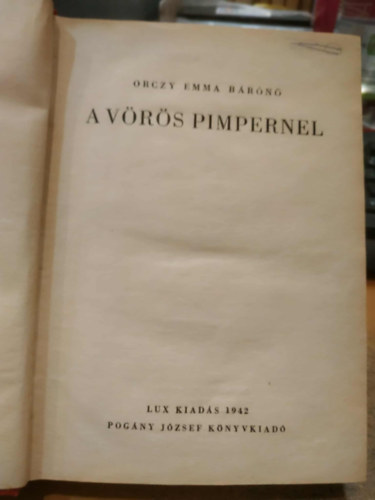 ORCZY EMMA BÁRÓNŐ
A VÖRÖS PIMPERNEL
LUX KIADÁS 1942
POGÁNY JÓZSEF KÖNYVKIADÓ